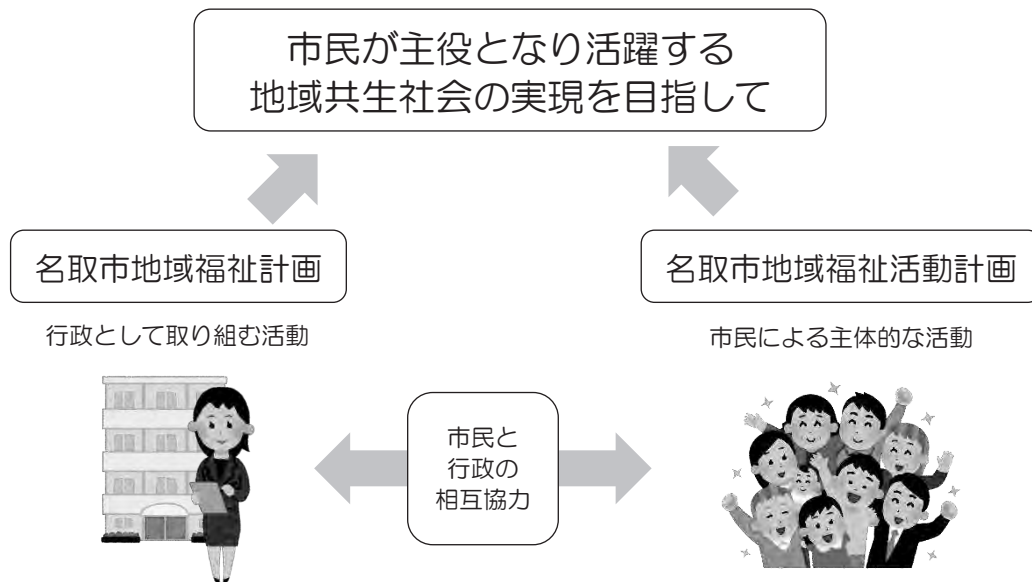 市民が主役となり活躍する
地域共生社会の実現を目指して
名取市地域福祉計画
名取市地域福祉活動計画
行政として取り組む活動
市民による主体的な活動
市民と
行政の
相互協力